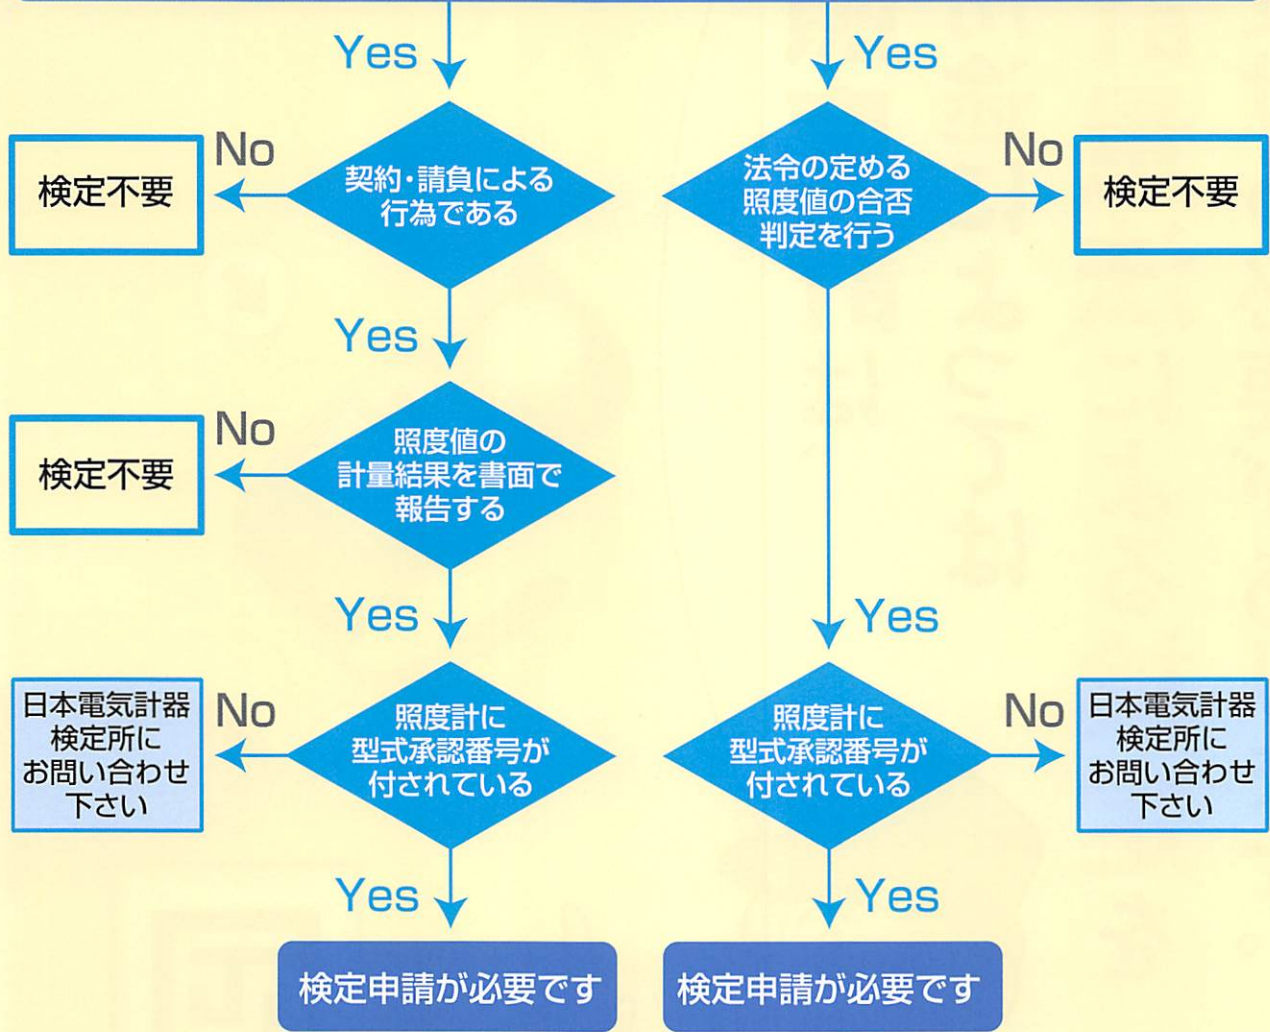 Yes
Yes
No
契約・請負による
行為である
検定不要
法令の定める
照度値の合否
判定を行う
No
検定不要
Yes
No
照度値の
計量結果を書面で
報告する
検定不要
Yes
Yes
日本電気計器
検定所に
お問い合わせ
下さい
No
照度計に
型式承認番号が
付されている
照度計に
型式承認番号が
付されている
No
日本電気計器
検定所に
お問い合わせ
下さい
Yes
Yes
検定申請が必要です
検定申請が必要です